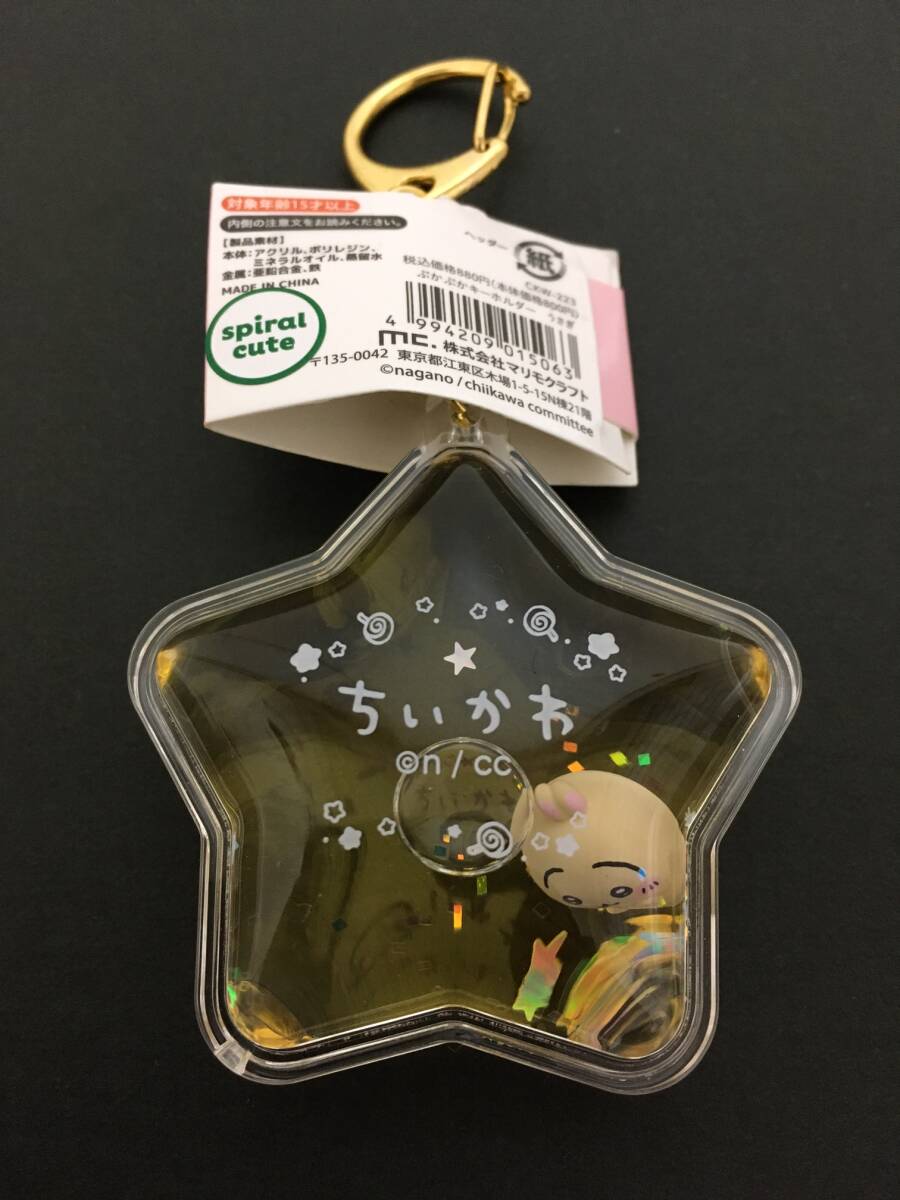 対象年齢15才以上
内側の注意文をお読みください。
【製品素材】
本体:アクリル、ポリレジン、
ミネラルオイル、蒸留水
金属:亜鉛合金、鉄
MADE IN CHINA
spiral
cute
ヘッダー
紙
CKW-223
税込価格880円(本体価格800円)
ぷかぷかキーホルダー うさぎ
4 994209 015063
mc. 株式会社マリモクラフト
〒135-0042 東京都江東区木場1-5-15N棟21階
©nagano / chiikawa committee
ちいかわ
©n / cc